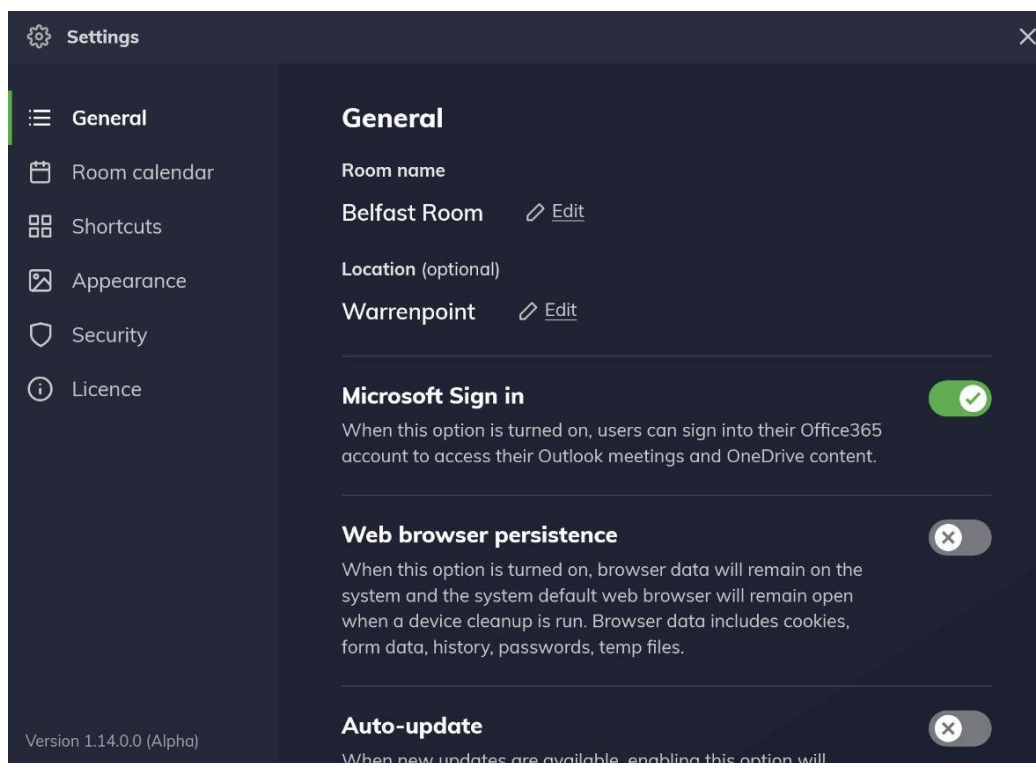 Settings
General
Room calendar
Shortcuts
Appearance
Security
Licence
Version 1.14.0.0 (Alpha)
General
Room name
Belfast Room Edit
Location (optional)
Warrenpoint Edit
Microsoft Sign in
When this option is turned on, users can sign into their Office365
account to access their Outlook meetings and OneDrive content.
Web browser persistence
When this option is turned on, browser data will remain on the
system and the system default web browser will remain open
when a device cleanup is run. Browser data includes cookies,
form data, history, passwords, temp files.
Auto-update
When new updates are available, enabling this option will